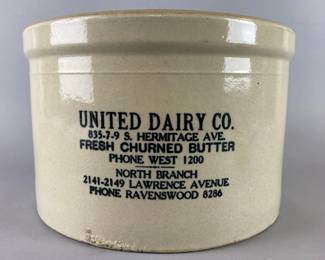 UNITED DAIRY CO.
835-7-9 S. HERMITAGE AVE.
FRESH CHURNED BUTTER
PHONE WEST 1200
NORTH BRANCH
2141-2149 LAWRENCE AVENUE
PHONE RAVENSWOOD 8286